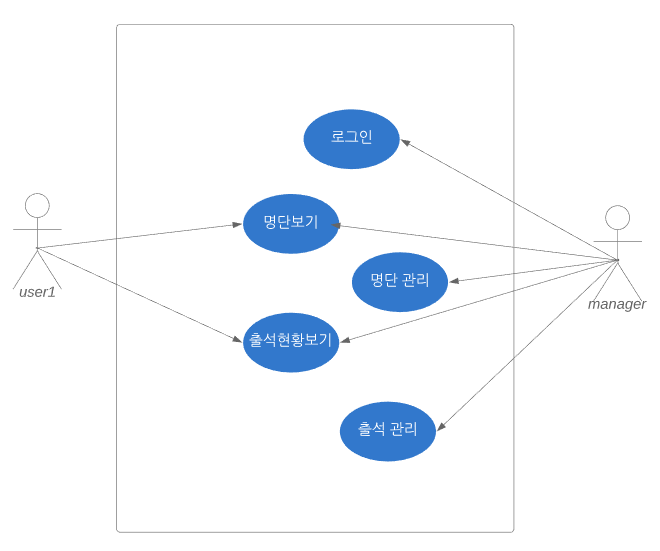 로그인
명단보기
명단 관리
user1
manager
출석현황보기
출석 관리